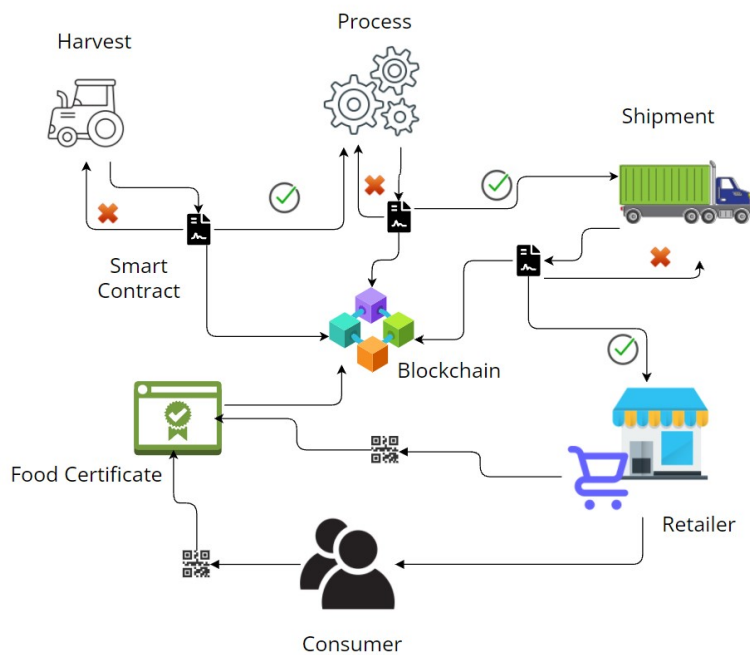 Process
Harvest
Shipment
Smart
Contract
Blockchain
Food Certificate
Retailer
Consumer